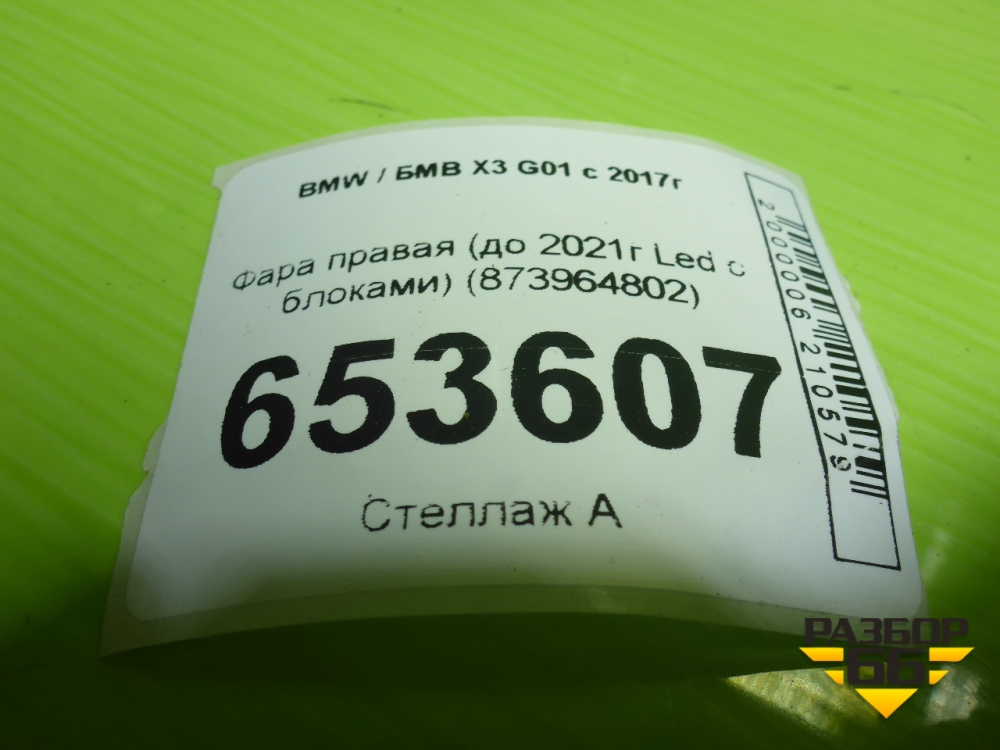 BMW / БМВ X3 G01 с 2017г
Фара правая (до 2021г Led с
блоками) (873964802)
653607
Стеллаж А
2000006210579
РАЗБОР
66